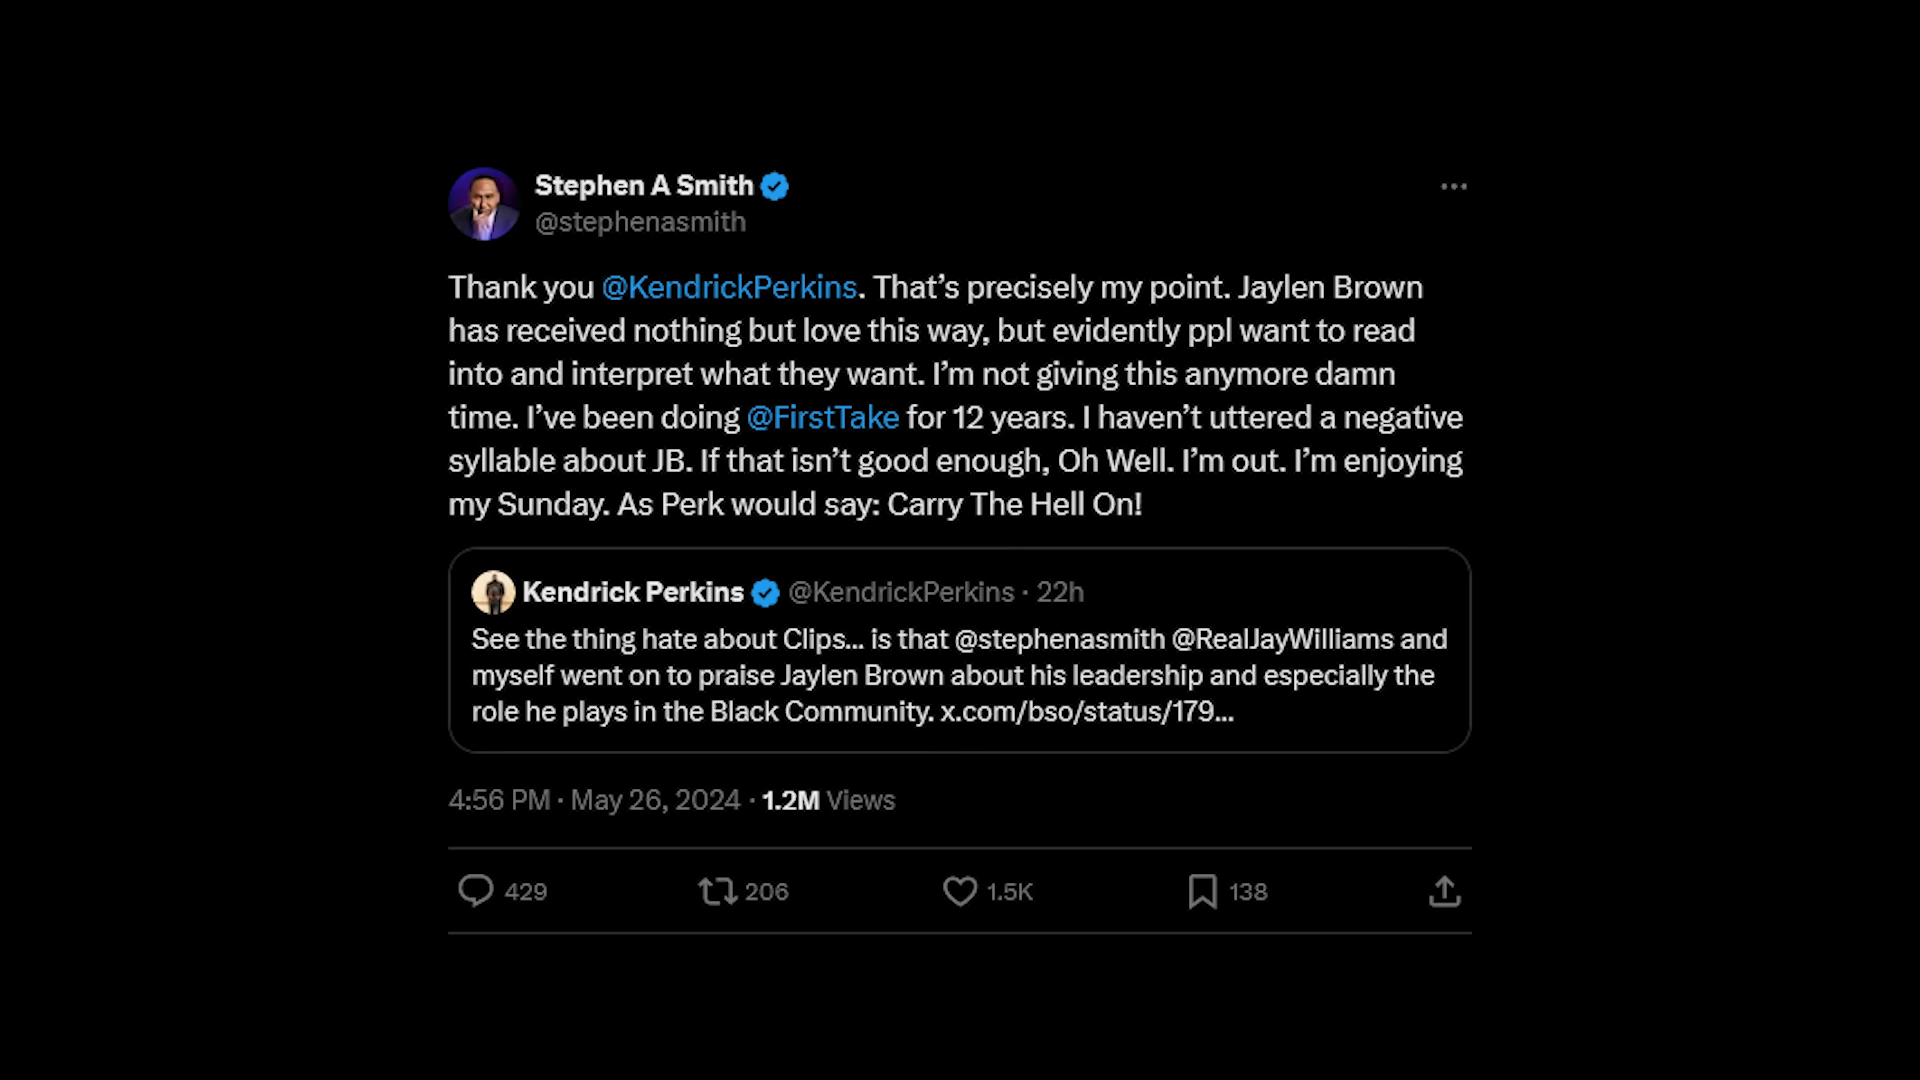 Stephen A Smith
@stephenasmith
Thank you @KendrickPerkins. That’s precisely my point. Jaylen Brown
has received nothing but love this way, but evidently ppl want to read
into and interpret what they want. I’m not giving this anymore damn
time. I’ve been doing @FirstTake for 12 years. I haven’t uttered a negative
syllable about JB. If that isn’t good enough, Oh Well. I’m out. I’m enjoying
my Sunday. As Perk would say: Carry The Hell On!
Kendrick Perkins @KendrickPerkins · 22h
See the thing hate about Clips... is that @stephenasmith @RealJayWilliams and
myself went on to praise Jaylen Brown about his leadership and especially the
role he plays in the Black Community. x.com/bso/status/179...
4:56 PM · May 26, 2024 · 1.2M Views
429 206 1.5K 138